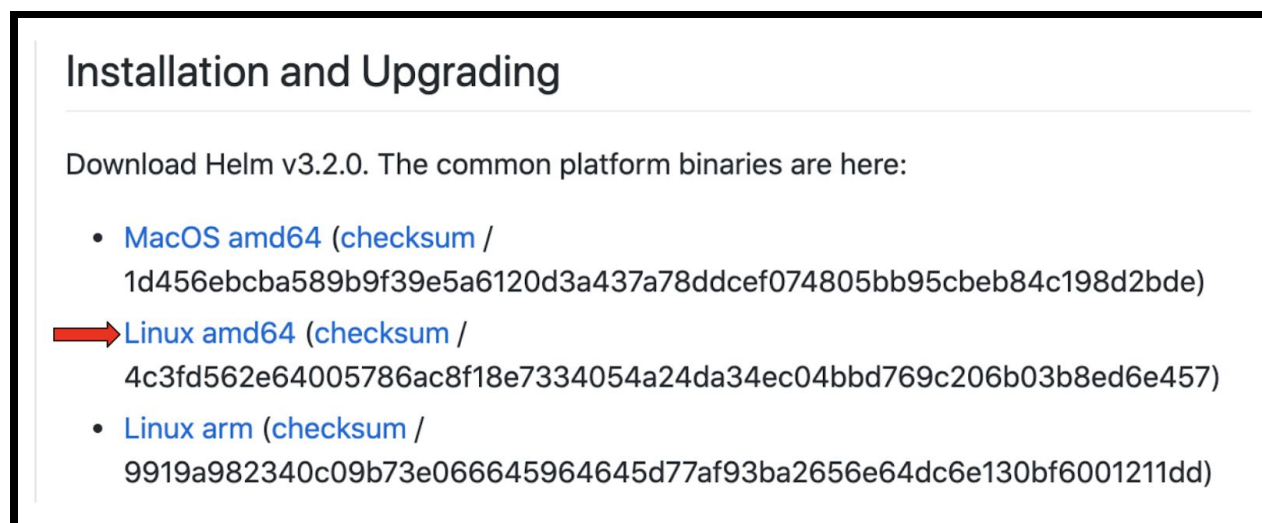 Installation and Upgrading
Download Helm v3.2.0. The common platform binaries are here:
• MacOS amd64 (checksum /
1d456ebcba589b9f39e5a6120d3a437a78ddcef074805bb95cbeb84c198d2bde)
Linux amd64 (checksum /
4c3fd562e64005786ac8f18e7334054a24da34ec04bbd769c206b03b8ed6e457)
• Linux arm (checksum /
9919a982340c09b73e066645964645d77af93ba2656e64dc6e130bf6001211dd)